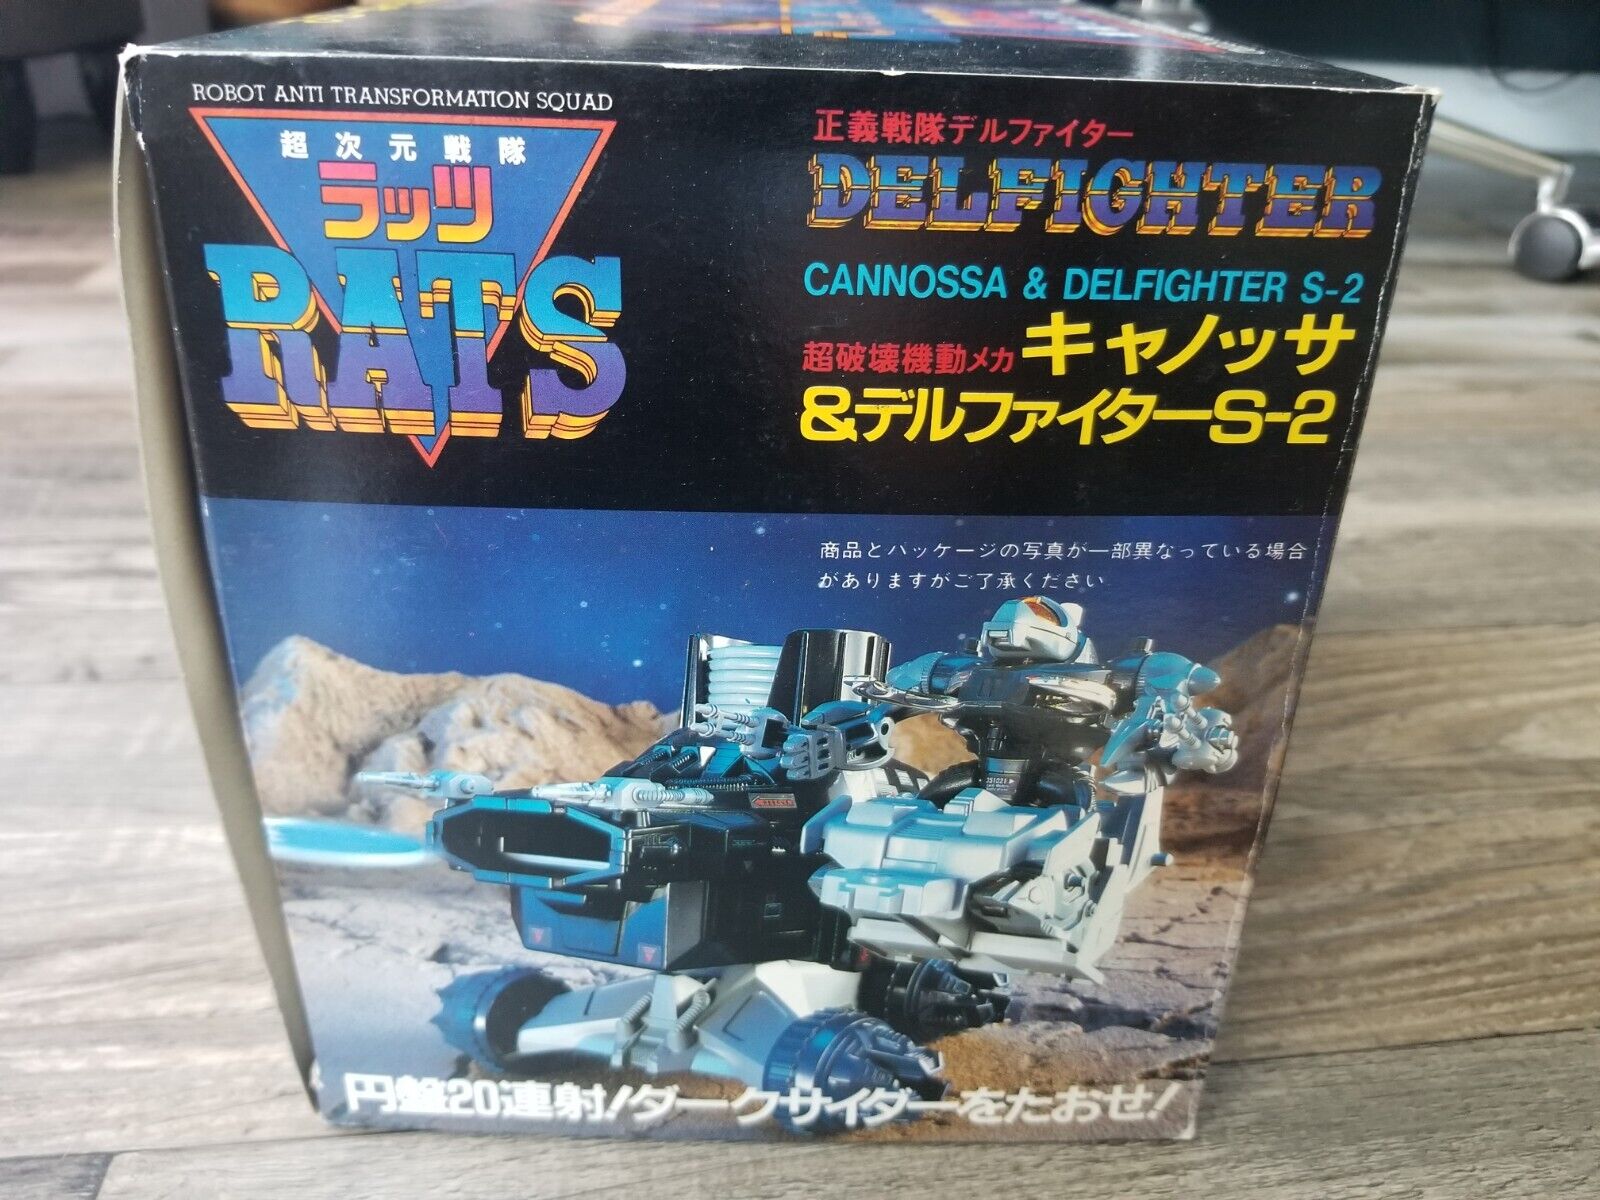 ROBOT ANTI TRANSFORMATION SQUAD
超次元戦隊
ラッツ
RATS
正義戦隊デルファイター
DELFIGHTER
CANNOSSA & DELFIGHTER S-2
超破壊機動メカ キャノッサ
&デルファイターS-2
商品とパッケージの写真が一部異なっている場合
がありますがご了承ください
円盤20連射!ダークサイダーをたおせ!